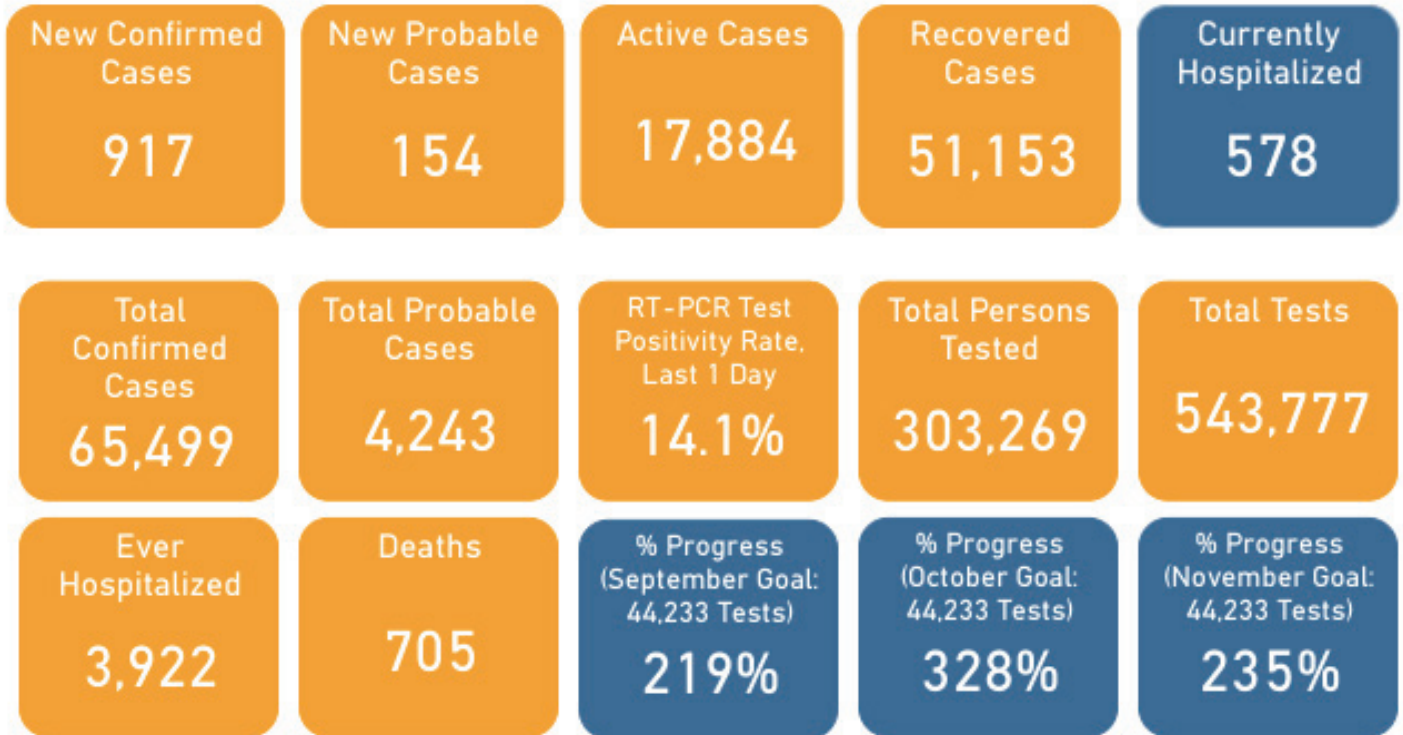 New Confirmed
Cases
917
New Probable
Cases
154
Active Cases
17,884
Recovered
Cases
51,153
Currently
Hospitalized
578
Total
Confirmed
Cases
65,499
Total Probable
Cases
4,243
RT-PCR Test
Positivity Rate,
Last 1 Day
14.1%
Total Persons
Tested
303,269
Total Tests
543,777
Ever
Hospitalized
3,922
Deaths
705
% Progress
(September Goal:
44,233 Tests)
219%
% Progress
(October Goal:
44,233 Tests)
328%
% Progress
(November Goal:
44,233 Tests)
235%